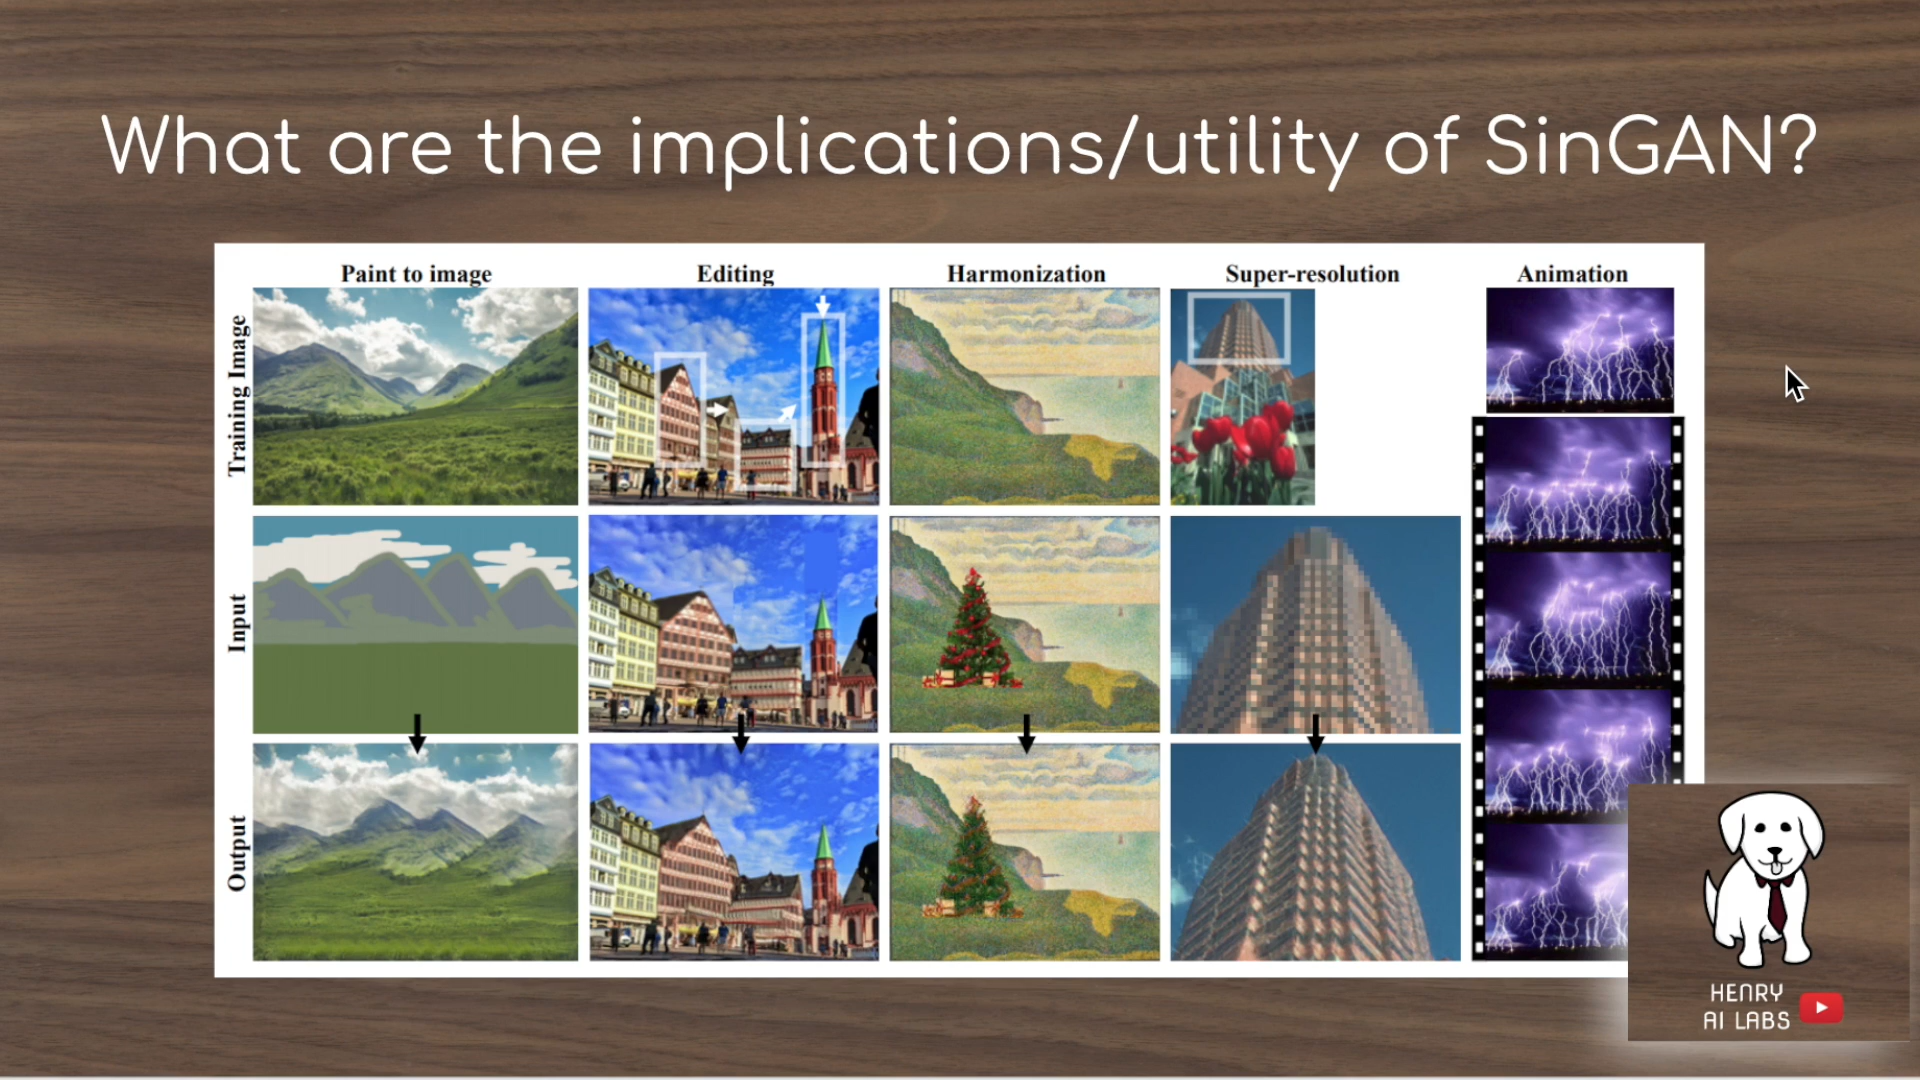 What are the implications/utility of SinGAN?
Paint to image
Editing
Harmonization
Super-resolution
Animation
Training Image
Input
Output
HENRY
AI LABS